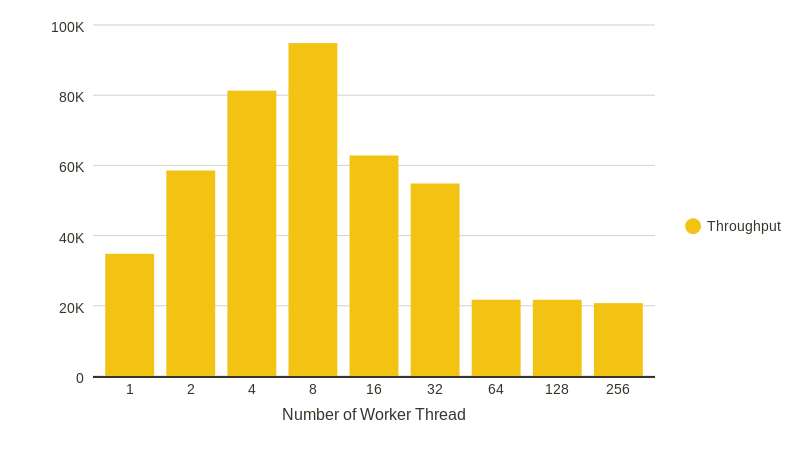 100K
80K
60K
40K
20K
0
1 2 4 8 16 32 64 128 256
Number of Worker Thread
Throughput